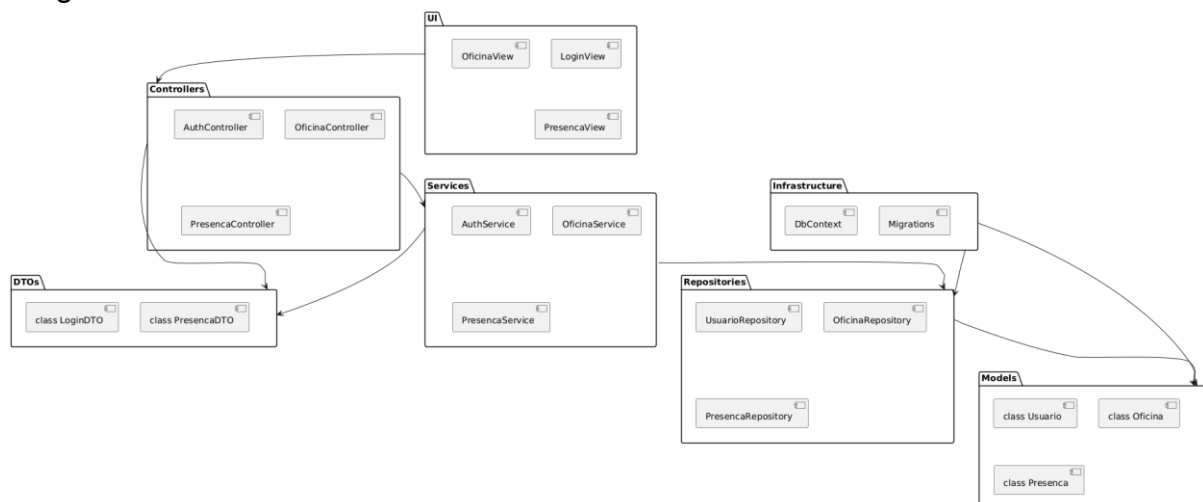 UI
OficinaView
LoginView
PresencaView
Controllers
AuthController
OficinaController
PresencaController
Services
AuthService
OficinaService
PresencaService
Infrastructure
DbContext
Migrations
DTOs
class LoginDTO
class PresencaDTO
Repositories
UsuarioRepository
OficinaRepository
PresencaRepository
Models
class Usuario
class Oficina
class Presenca